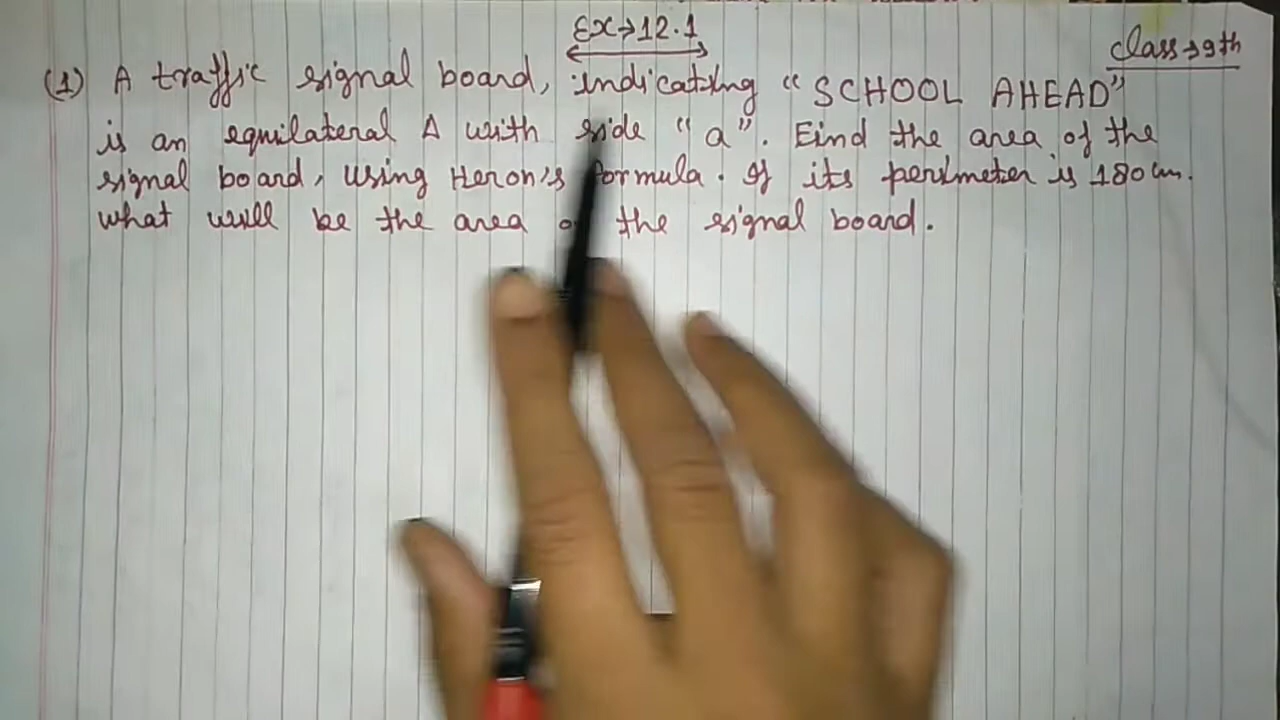 Ex→12.1
class→9th
(1) A traffic signal board, indicating "SCHOOL AHEAD"
is an equilateral Δ with side "a". Find the area of the
signal board, using Heron's formula. If its perimeter is 180cm.
what will be the area of the signal board.